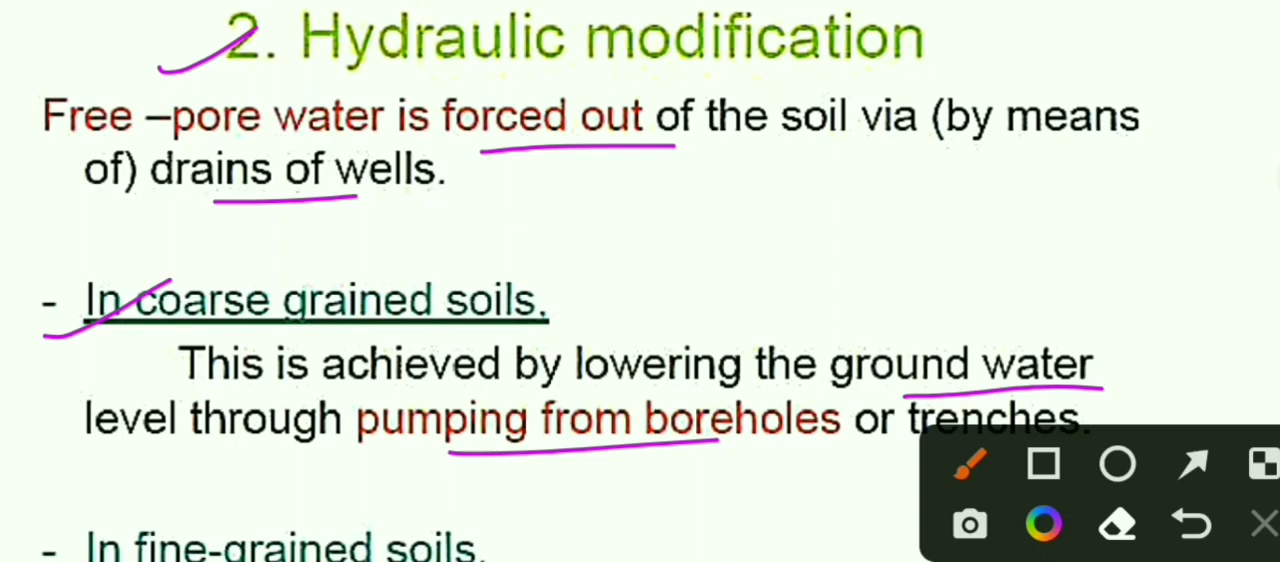 2. Hydraulic modification
Free –pore water is forced out of the soil via (by means
of) drains of wells.
- In coarse grained soils.
This is achieved by lowering the ground water
level through pumping from boreholes or trenches.
- In fine-grained soils.